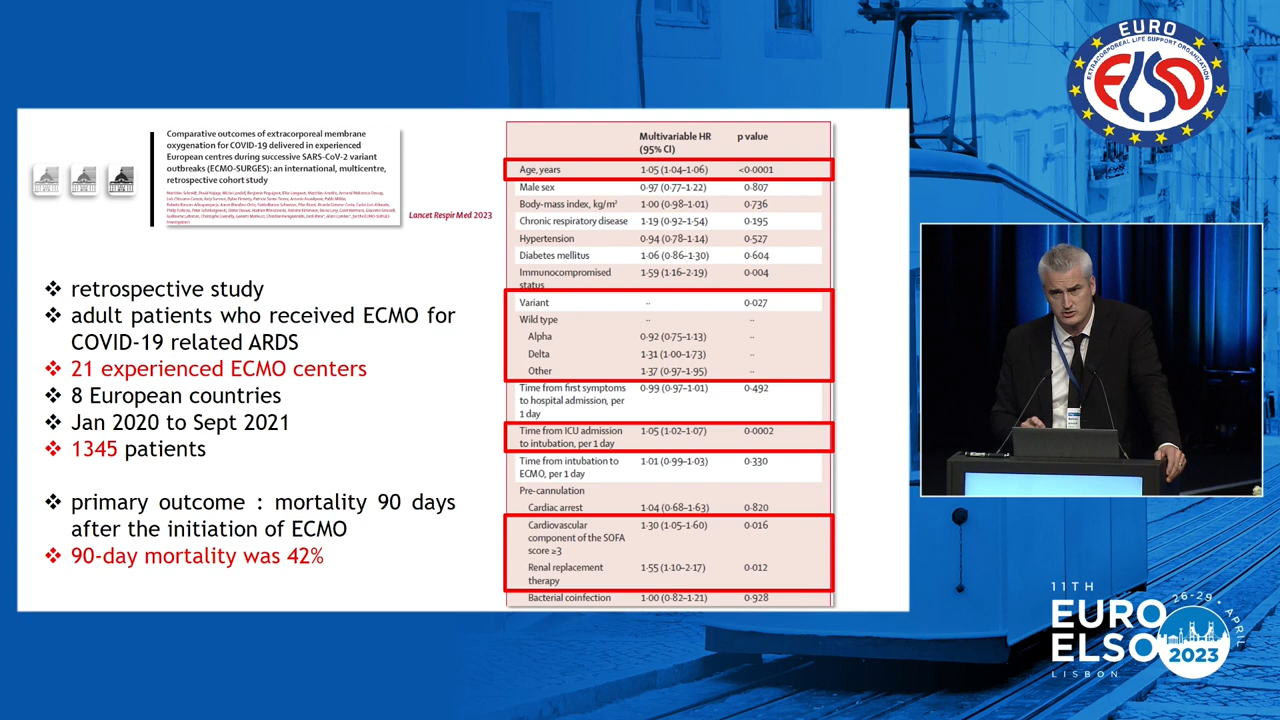 Comparative outcomes of extracorporeal membrane
oxygenation for COVID-19 delivered in experienced
European centres during successive SARS-CoV-2 variant
outbreaks (ECMO-SURGES): an international, multicentre,
retrospective cohort study
Lancet Respir Med 2023
❖ retrospective study
❖ adult patients who received ECMO for
COVID-19 related ARDS
❖ 21 experienced ECMO centers
❖ 8 European countries
❖ Jan 2020 to Sept 2021
❖ 1345 patients
❖ primary outcome : mortality 90 days
after the initiation of ECMO
❖ 90-day mortality was 42%
Multivariable HR p value
(95% CI)
Age, years 1·05 (1·04–1·06) <0·0001
Male sex 0·97 (0·77–1·22) 0·807
Body-mass index, kg/m² 1·00 (0·98–1·01) 0·736
Chronic respiratory disease 1·19 (0·92–1·54) 0·195
Hypertension 0·94 (0·78–1·14) 0·527
Diabetes mellitus 1·06 (0·86–1·30) 0·604
Immunocompromised 1·59 (1·16–2·19) 0·004
status
Variant ·· 0·027
Wild type ·· ··
Alpha 0·92 (0·75–1·13) ··
Delta 1·31 (1·00–1·73) ··
Other 1·37 (0·97–1·95) ··
Time from first symptoms 0·99 (0·97–1·01) 0·492
to hospital admission, per
1 day
Time from ICU admission 1·05 (1·02–1·07) 0·0002
to intubation, per 1 day
Time from intubation to 1·01 (0·99–1·03) 0·330
ECMO, per 1 day
Pre-cannulation
Cardiac arrest 1·04 (0·68–1·63) 0·820
Cardiovascular 1·30 (1·05–1·60) 0·016
component of the SOFA
score ≥3
Renal replacement 1·55 (1·10–2·17) 0·012
therapy
Bacterial coinfection 1·00 (0·82–1·21) 0·928
EURO
EXTRACORPOREAL LIFE SUPPORT ORGANIZATION
ELSO
11TH
EURO
ELSO
LISBON
26-29 • APRIL
2023